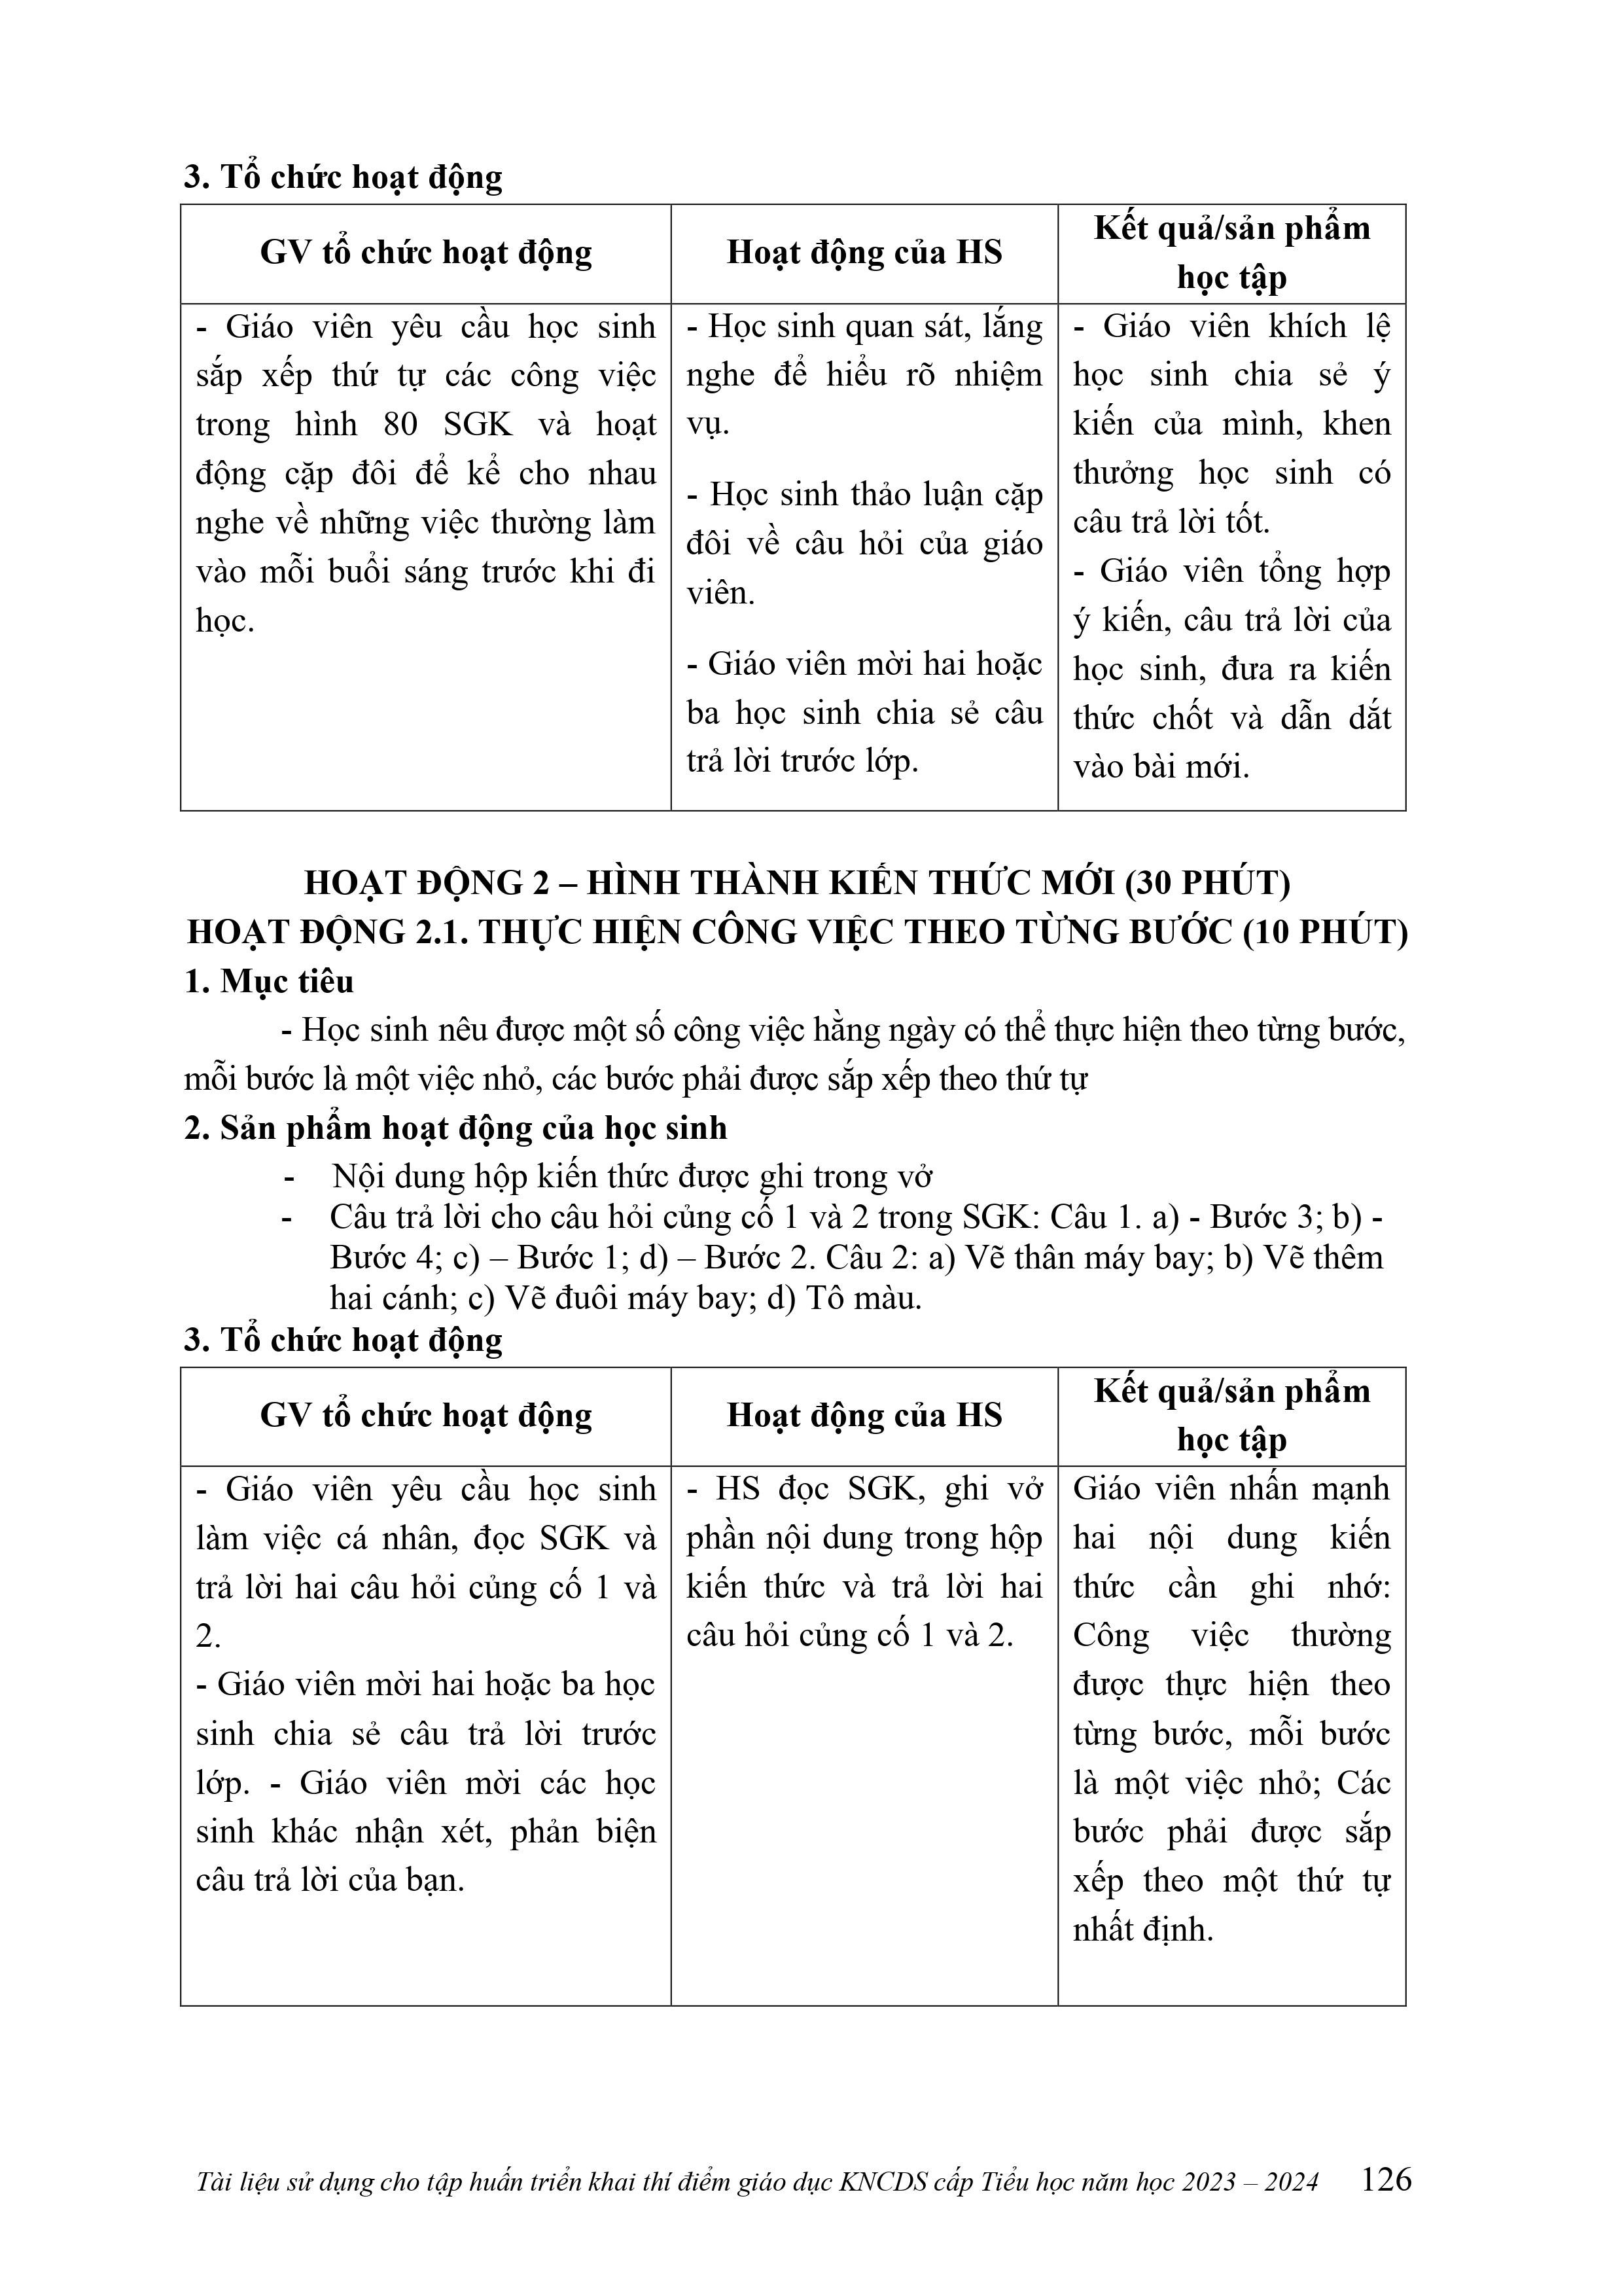 3. Tổ chức hoạt động
GV tổ chức hoạt động
Hoạt động của HS
Kết quả/sản phẩm
học tập
- Giáo viên yêu cầu học sinh
sắp xếp thứ tự các công việc
trong hình 80 SGK và hoạt
động cặp đôi để kể cho nhau
nghe về những việc thường làm
vào mỗi buổi sáng trước khi đi
học.
- Học sinh quan sát, lắng
nghe để hiểu rõ nhiệm
vụ.
- Học sinh thảo luận cặp
đôi về câu hỏi của giáo
viên.
- Giáo viên mời hai hoặc
ba học sinh chia sẻ câu
trả lời trước lớp.
- Giáo viên khích lệ
học sinh chia sẻ ý
kiến của mình, khen
thưởng học sinh có
câu trả lời tốt.
- Giáo viên tổng hợp
ý kiến, câu trả lời của
học sinh, đưa ra kiến
thức chốt và dẫn dắt
vào bài mới.
HOẠT ĐỘNG 2 – HÌNH THÀNH KIẾN THỨC MỚI (30 PHÚT)
HOẠT ĐỘNG 2.1. THỰC HIỆN CÔNG VIỆC THEO TỪNG BƯỚC (10 PHÚT)
1. Mục tiêu
- Học sinh nêu được một số công việc hằng ngày có thể thực hiện theo từng bước,
mỗi bước là một việc nhỏ, các bước phải được sắp xếp theo thứ tự
2. Sản phẩm hoạt động của học sinh
- Nội dung hộp kiến thức được ghi trong vở
- Câu trả lời cho câu hỏi củng cố 1 và 2 trong SGK: Câu 1. a) - Bước 3; b) -
Bước 4; c) – Bước 1; d) – Bước 2. Câu 2: a) Vẽ thân máy bay; b) Vẽ thêm
hai cánh; c) Vẽ đuôi máy bay; d) Tô màu.
3. Tổ chức hoạt động
GV tổ chức hoạt động
Hoạt động của HS
Kết quả/sản phẩm
học tập
- Giáo viên yêu cầu học sinh
làm việc cá nhân, đọc SGK và
trả lời hai câu hỏi củng cố 1 và
2.
- Giáo viên mời hai hoặc ba học
sinh chia sẻ câu trả lời trước
lớp. - Giáo viên mời các học
sinh khác nhận xét, phản biện
câu trả lời của bạn.
- HS đọc SGK, ghi vở
phần nội dung trong hộp
kiến thức và trả lời hai
câu hỏi củng cố 1 và 2.
Giáo viên nhấn mạnh
hai nội dung kiến
thức cần ghi nhớ:
Công việc thường
được thực hiện theo
từng bước, mỗi bước
là một việc nhỏ; Các
bước phải được sắp
xếp theo một thứ tự
nhất định.
Tài liệu sử dụng cho tập huấn triển khai thí điểm giáo dục KNCDS cấp Tiểu học năm học 2023 – 2024 126